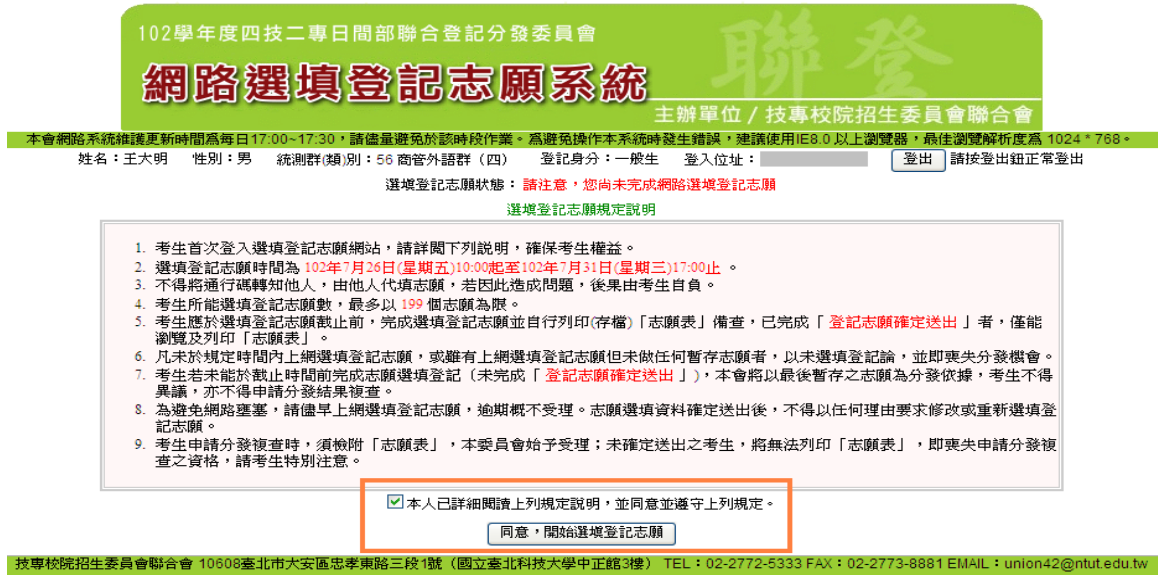 102學年度四技二專日間部聯合登記分發委員會
聯登
網路選填登記志願系統
主辦單位 / 技專校院招生委員會聯合會
本會網路系統維護更新時間為每日17:00~17:30，請儘量避免於該時段作業。為避免操作本系統時發生錯誤，建議使用IE8.0 以上瀏覽器，最佳瀏覽解析度為 1024 * 768。
姓名：王大明 性別：男 統測群(類)別：56 商管外語群（四） 登記身分：一般生 登入位址： 登出 請按登出鈕正常登出
選填登記志願狀態： 請注意，您尚未完成網路選填登記志願
選填登記志願規定說明
1. 考生首次登入選填登記志願網站，請詳閱下列說明，確保考生權益。
2. 選填登記志願時間為 102年7月26日(星期五)10:00起至102年7月31日(星期三)17:00止 。
3. 不得將通行碼轉知他人，由他人代填志願，若因此造成問題，後果由考生自負。
4. 考生所能選填登記志願數，最多以 199 個志願為限。
5. 考生應於選填登記志願截止前，完成選填登記志願並自行列印(存檔)「志願表」備查，已完成「 登記志願確定送出 」者，僅能
瀏覽及列印「志願表」。
6. 凡未於規定時間內上網選填登記志願，或雖有上網選填登記志願但未做任何暫存志願者，以未選填登記論，並即喪失分發機會。
7. 考生若未能於截止時間前完成志願選填登記（未完成「 登記志願確定送出 」)，本會將以最後暫存之志願為分發依據，考生不得
異議，亦不得申請分發結果複查。
8. 為避免網路壅塞，請儘早上網選填登記志願，逾期概不受理。志願選填資料確定送出後，不得以任何理由要求修改或重新選填登
記志願。
9. 考生申請分發複查時，須檢附「志願表」，本委員會始予受理；未確定送出之考生，將無法列印「志願表」，即喪失申請分發複
查之資格，請考生特別注意。
本人已詳細閱讀上列規定說明，並同意並遵守上列規定。
同意，開始選填登記志願
技專校院招生委員會聯合會 10608臺北市大安區忠孝東路三段1號（國立臺北科技大學中正館3樓） TEL：02-2772-5333 FAX：02-2773-8881 EMAIL：union42@ntut.edu.tw